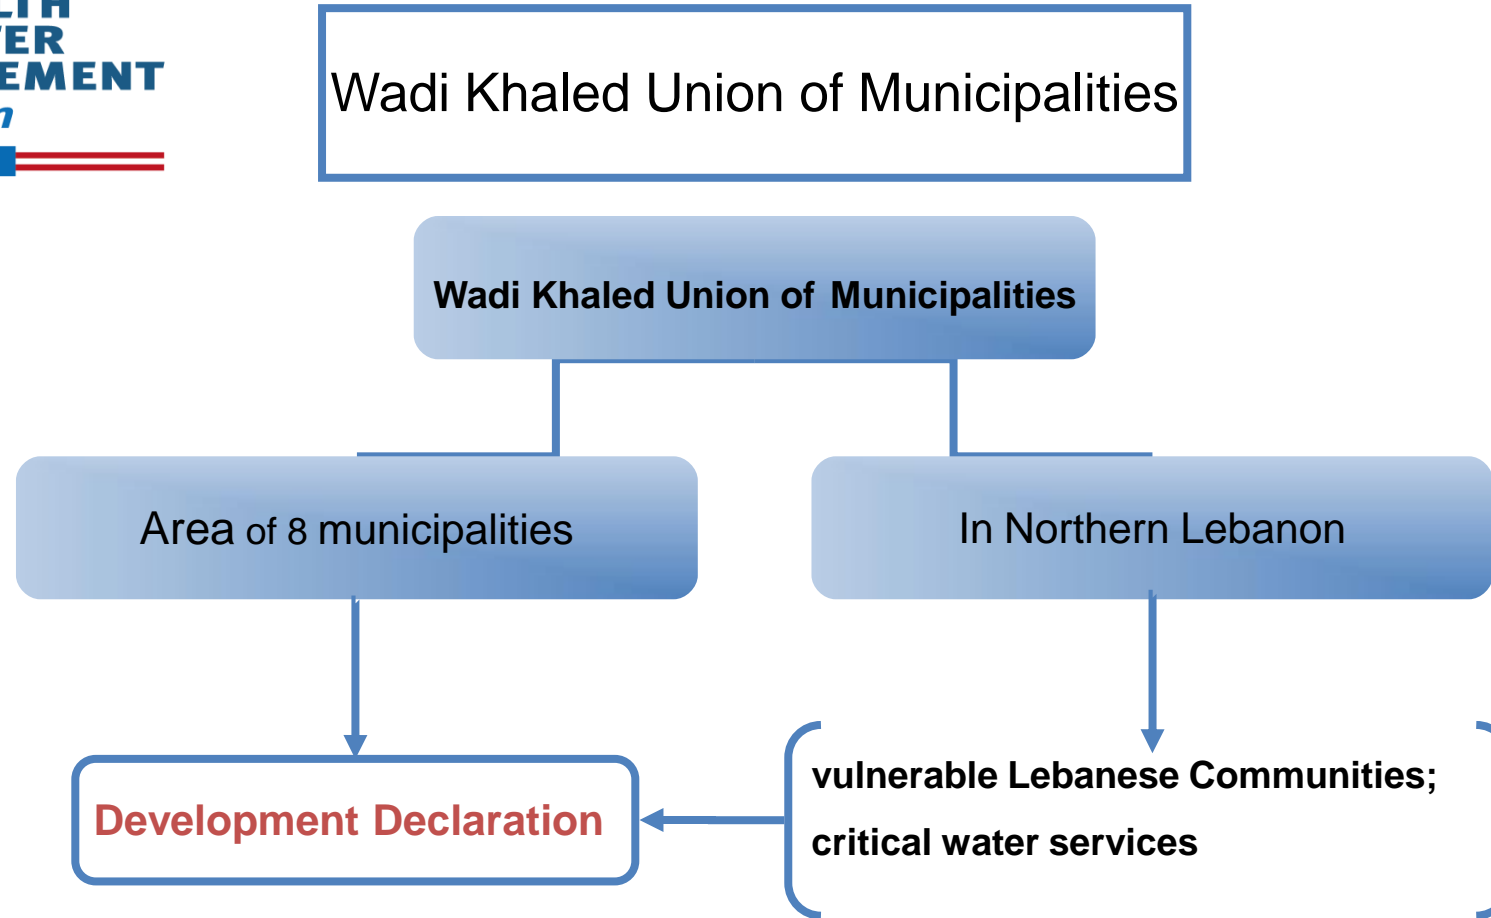 EMENT
Wadi Khaled Union of Municipalities
Wadi Khaled Union of Municipalities
Area of 8 municipalities
In Northern Lebanon
Development Declaration
vulnerable Lebanese Communities;
critical water services